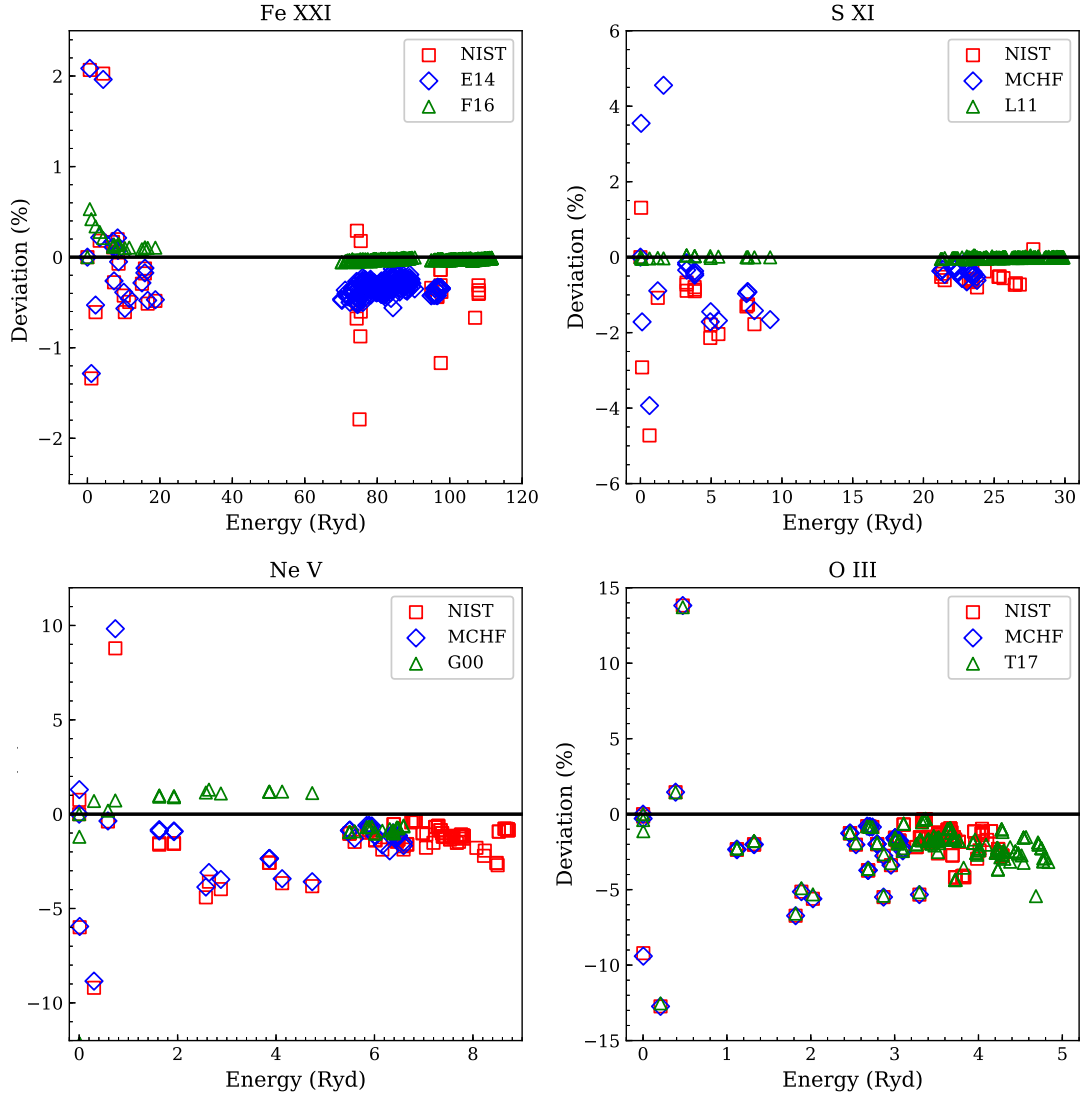 Fe XXI
NIST
E14
F16
2
1
0
−1
−2
Deviation (%)
0 20 40 60 80 100 120
Energy (Ryd)
S XI
NIST
MCHF
L11
6
4
2
0
−2
−4
−6
Deviation (%)
0 5 10 15 20 25 30
Energy (Ryd)
Ne V
NIST
MCHF
G00
10
5
0
−5
−10
0 2 4 6 8
Energy (Ryd)
O III
NIST
MCHF
T17
15
10
5
0
−5
−10
−15
Deviation (%)
0 1 2 3 4 5
Energy (Ryd)